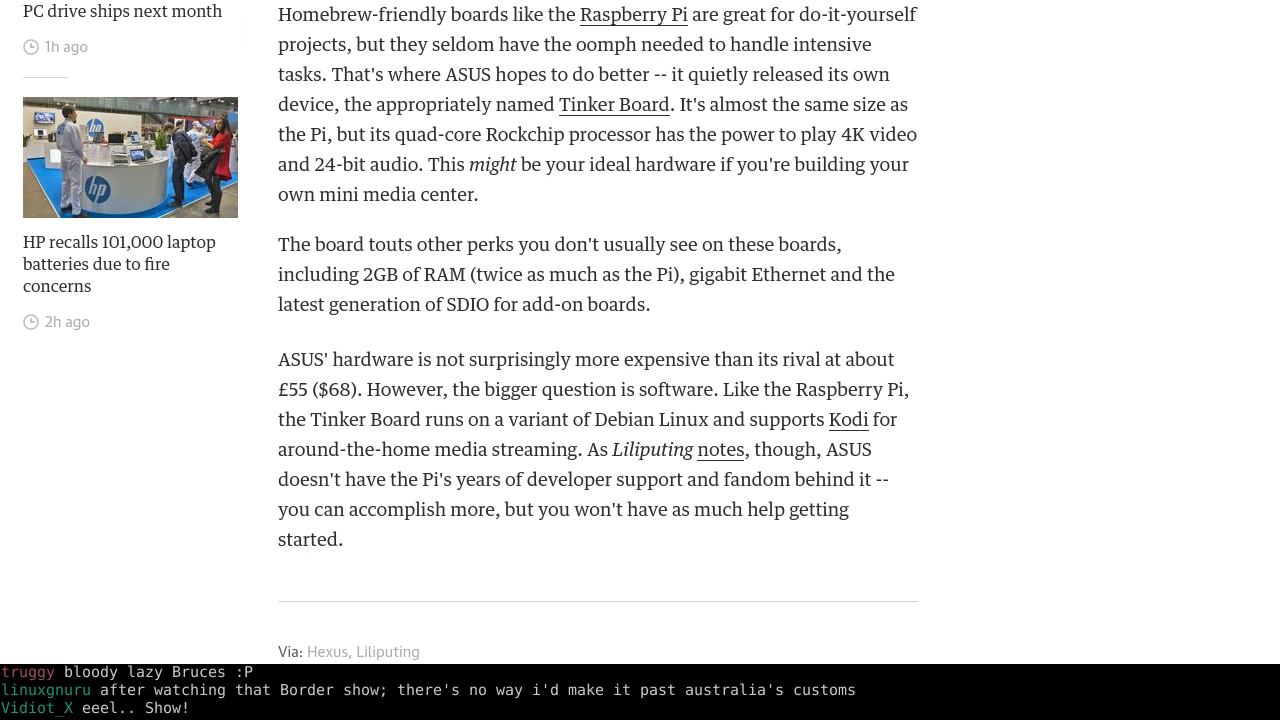 PC drive ships next month
1h ago
hp
hp
HP recalls 101,000 laptop
batteries due to fire
concerns
2h ago
Homebrew-friendly boards like the Raspberry Pi are great for do-it-yourself
projects, but they seldom have the oomph needed to handle intensive
tasks. That's where ASUS hopes to do better -- it quietly released its own
device, the appropriately named Tinker Board. It's almost the same size as
the Pi, but its quad-core Rockchip processor has the power to play 4K video
and 24-bit audio. This might be your ideal hardware if you're building your
own mini media center.
The board touts other perks you don't usually see on these boards,
including 2GB of RAM (twice as much as the Pi), gigabit Ethernet and the
latest generation of SDIO for add-on boards.
ASUS' hardware is not surprisingly more expensive than its rival at about
£55 ($68). However, the bigger question is software. Like the Raspberry Pi,
the Tinker Board runs on a variant of Debian Linux and supports Kodi for
around-the-home media streaming. As Liliputing notes, though, ASUS
doesn't have the Pi's years of developer support and fandom behind it --
you can accomplish more, but you won't have as much help getting
started.
Via: Hexus, Liliputing
truggy bloody lazy Bruces :P
linuxgnuru after watching that Border show; there's no way i'd make it past australia's customs
Vidiot_X eeel.. Show!